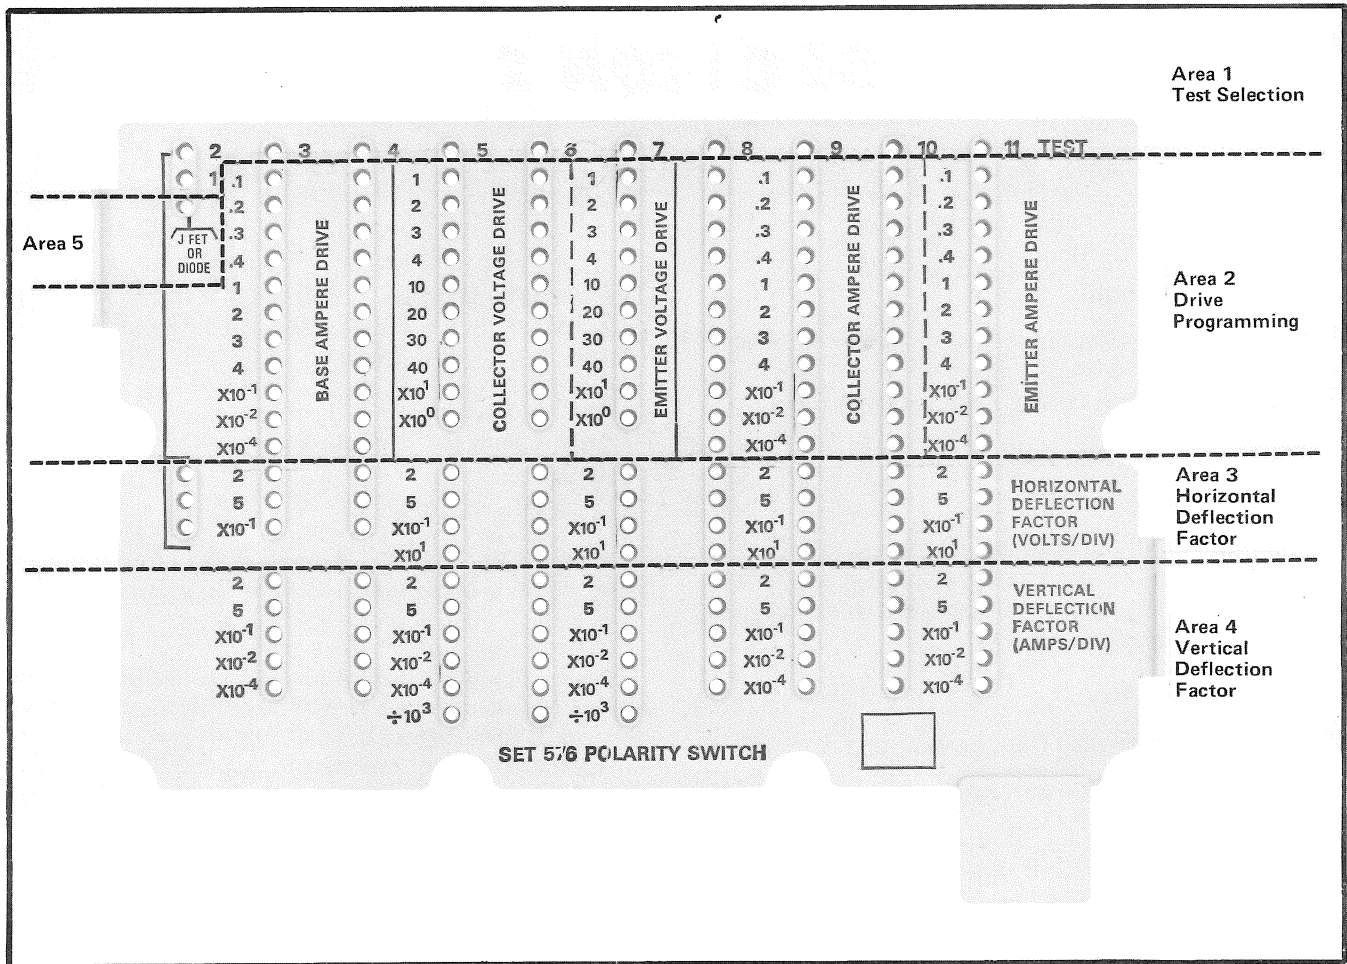 Area 1
Test Selection
2 3 4 5 6 7 8 9 10 11 TEST
1 .1 1 1 .1 .1
.2 2 2 .2 .2
Area 5
J FET
OR
DIODE
.3 3 3 .3 .3
.4 4 4 .4 .4
1 10 10 1 1
2 20 20 2 2
3 30 30 3 3
4 40 40 4 4
X10-1 X10¹ X10¹ X10-1 X10-1
X10-2 X10⁰ X10⁰ X10-2 X10-2
X10-4 X10-4 X10-4
BASE AMPERE DRIVE
COLLECTOR VOLTAGE DRIVE
EMITTER VOLTAGE DRIVE
COLLECTOR AMPERE DRIVE
EMITTER AMPERE DRIVE
Area 2
Drive
Programming
2 2 2 2 2
5 5 5 5 5
X10-1 X10-1 X10-1 X10-1 X10-1
X10¹ X10¹ X10¹ X10¹
HORIZONTAL
DEFLECTION
FACTOR
(VOLTS/DIV)
Area 3
Horizontal
Deflection
Factor
2 2 2 2 2
5 5 5 5 5
X10-1 X10-1 X10-1 X10-1 X10-1
X10-2 X10-2 X10-2 X10-2 X10-2
X10-4 X10-4 X10-4 X10-4 X10-4
÷10³ ÷10³
VERTICAL
DEFLECTION
FACTOR
(AMPS/DIV)
Area 4
Vertical
Deflection
Factor
SET 576 POLARITY SWITCH